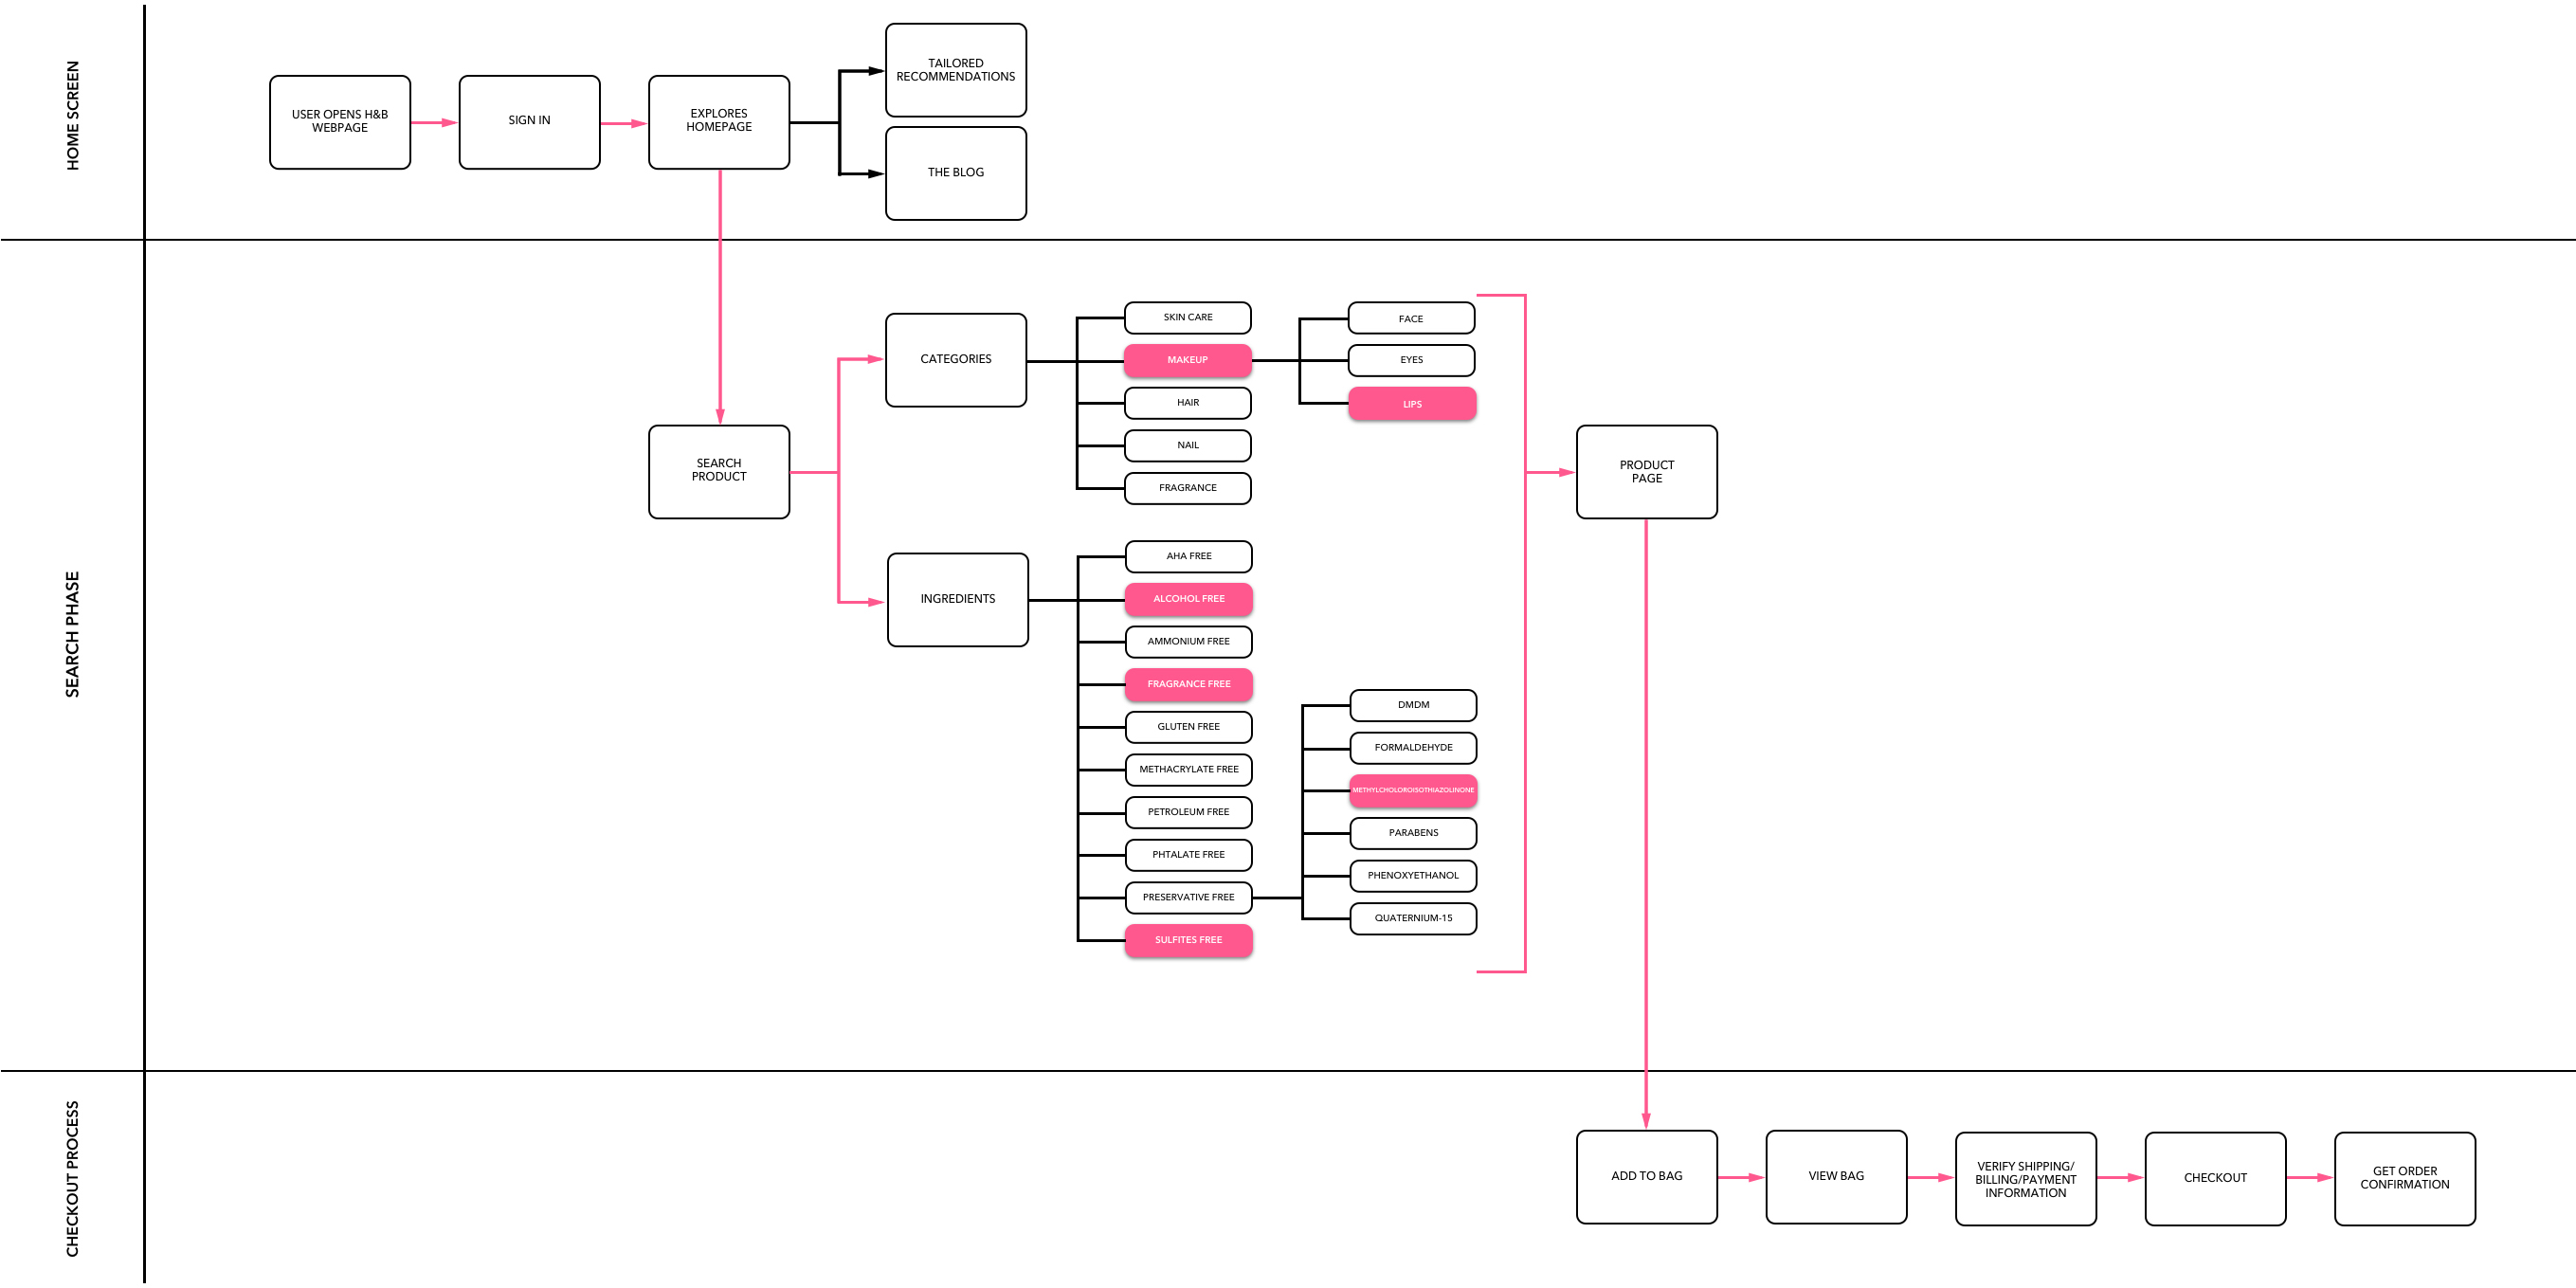 HOME SCREEN
USER OPENS H&B
WEBPAGE
SIGN IN
EXPLORES
HOMEPAGE
TAILORED
RECOMMENDATIONS
THE BLOG
SEARCH PHASE
SEARCH
PRODUCT
CATEGORIES
SKIN CARE
MAKEUP
HAIR
NAIL
FRAGRANCE
FACE
EYES
LIPS
INGREDIENTS
AHA FREE
ALCOHOL FREE
AMMONIUM FREE
FRAGRANCE FREE
GLUTEN FREE
METHACRYLATE FREE
PETROLEUM FREE
PHTALATE FREE
PRESERVATIVE FREE
SULFITES FREE
DMDM
FORMALDEHYDE
METHYLCHOLOROISOTHIAZOLINONE
PARABENS
PHENOXYETHANOL
QUATERNIUM-15
PRODUCT
PAGE
CHECKOUT PROCESS
ADD TO BAG
VIEW BAG
VERIFY SHIPPING/
BILLING/PAYMENT
INFORMATION
CHECKOUT
GET ORDER
CONFIRMATION